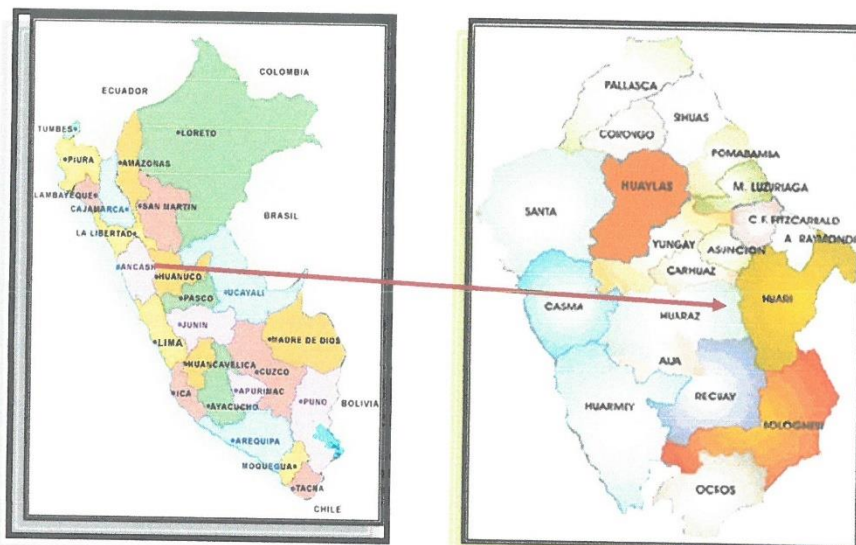 COLOMBIA
ECUADOR
TUMBES
LORETO
PIURA
AMAZONAS
LAMBAYEQUE
SAN MARTIN
CAJAMARCA
BRASIL
LA LIBERTAD
ANCASH
HUANUCO
PASCO
UCAYALI
JUNIN
LIMA
MADRE DE DIOS
HUANCAVELICA
CUZCO
ICA
APURIMAC
PUNO
AYACUCHO
BOLIVIA
AREQUIPA
MOQUEGUA
TACNA
CHILE
PALLASCA
SIHUAS
CORONGO
POMABAMBA
HUAYLAS
M. LUZURIAGA
SANTA
C F. FITZCARRALD
A. RAYMONDI
YUNGAY
ASUNCION
CARHUAZ
HUARI
CASMA
HUARAZ
AIJA
RECUAY
HUARMEY
BOLOGNESI
OCROS